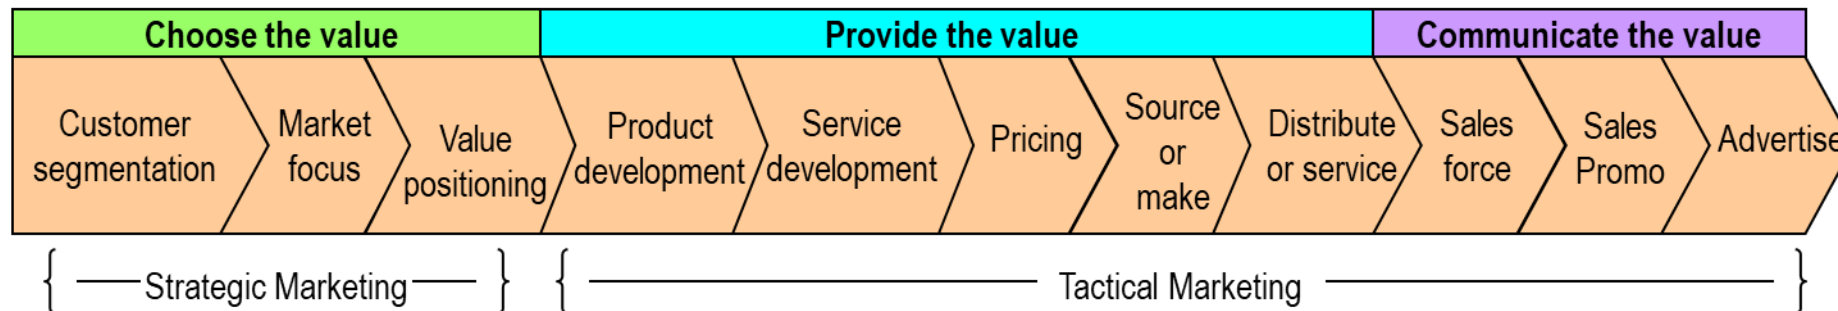 Choose the value
Provide the value
Communicate the value
Customer
segmentation
Market
focus
Value
positioning
Product
development
Service
development
Pricing
Source
or
make
Distribute
or service
Sales
force
Sales
Promo
Advertise
Strategic Marketing
Tactical Marketing